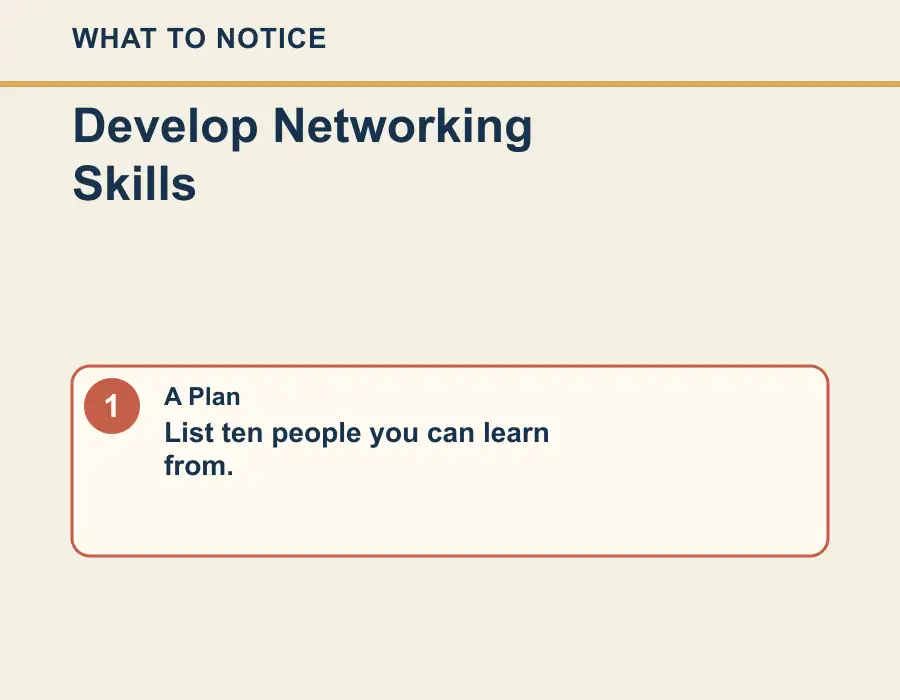 WHAT TO NOTICE
Develop Networking
Skills
1
A Plan
List ten people you can learn
from.